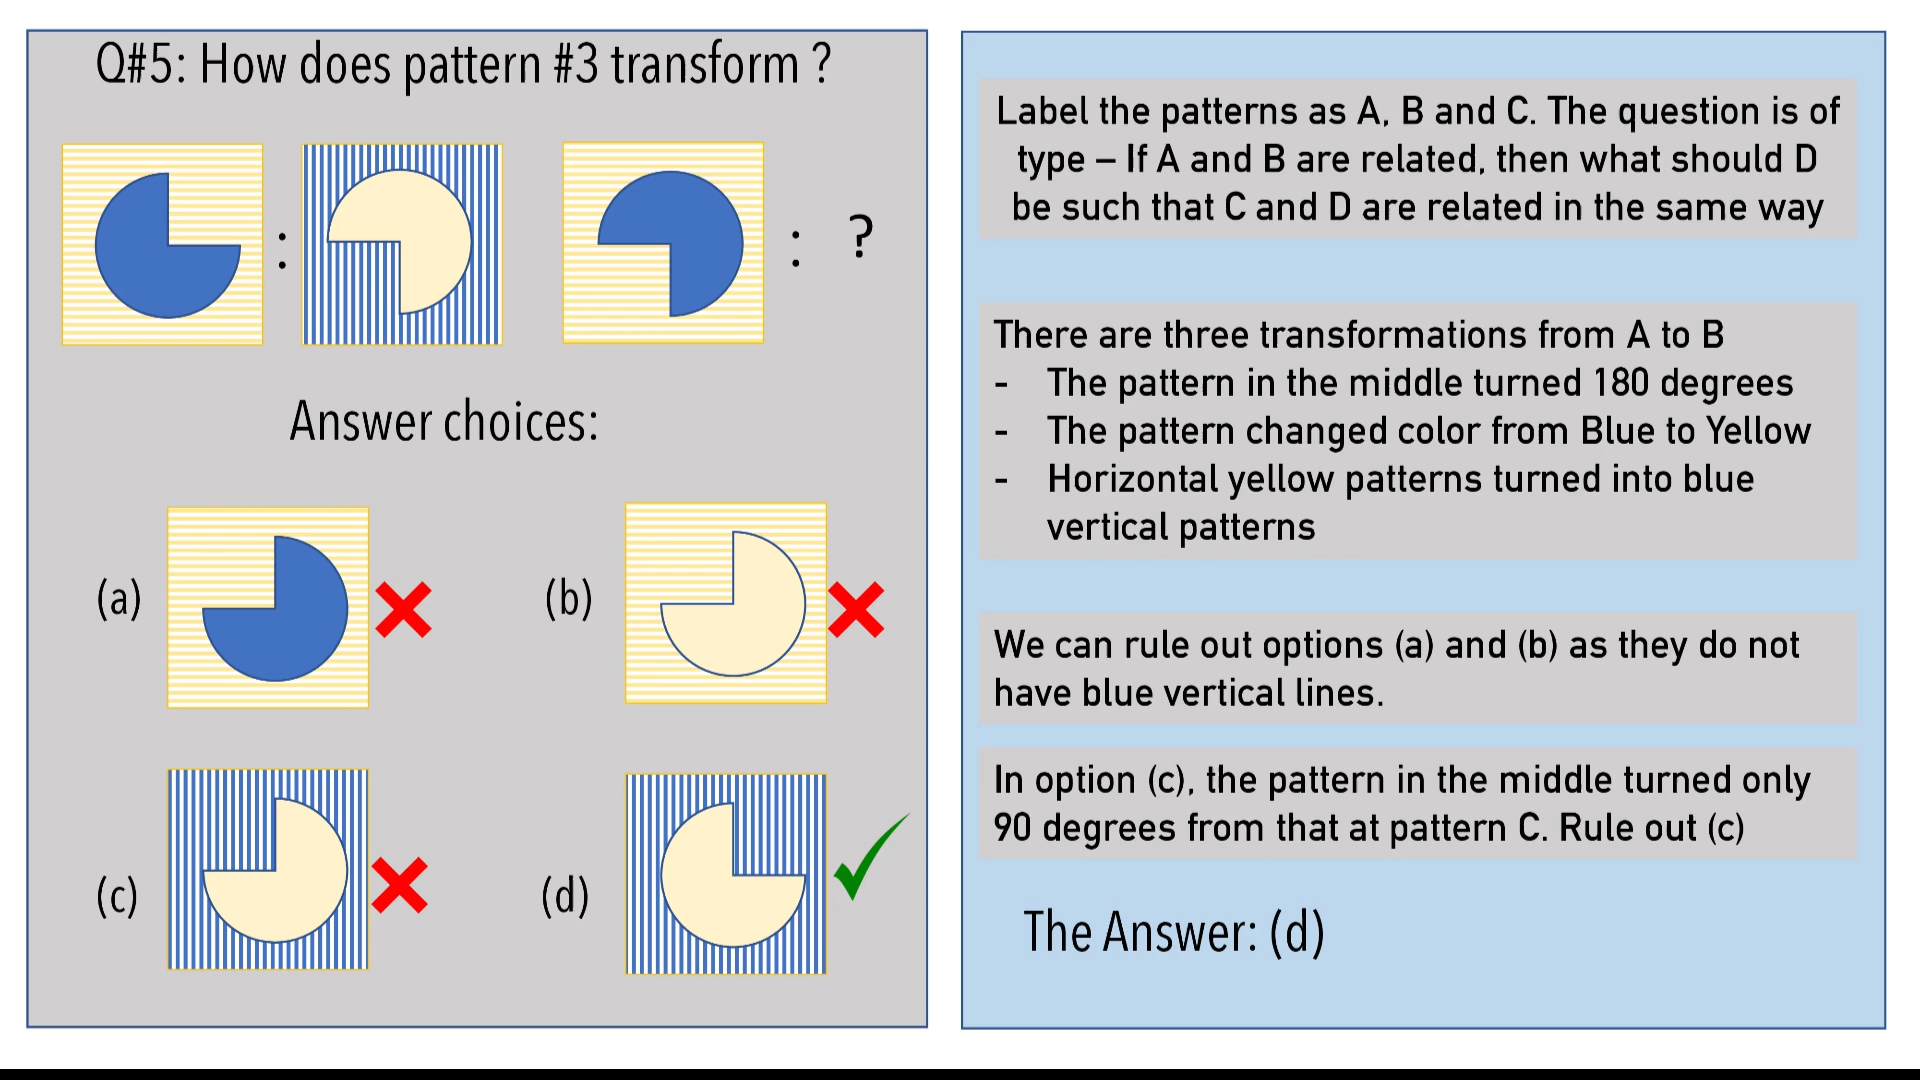 Q#5: How does pattern #3 transform ?
:
: ?
Answer choices:
(a)
(b)
(c)
(d)
Label the patterns as A, B and C. The question is of
type – If A and B are related, then what should D
be such that C and D are related in the same way
There are three transformations from A to B
- The pattern in the middle turned 180 degrees
- The pattern changed color from Blue to Yellow
- Horizontal yellow patterns turned into blue
vertical patterns
We can rule out options (a) and (b) as they do not
have blue vertical lines.
In option (c), the pattern in the middle turned only
90 degrees from that at pattern C. Rule out (c)
The Answer: (d)